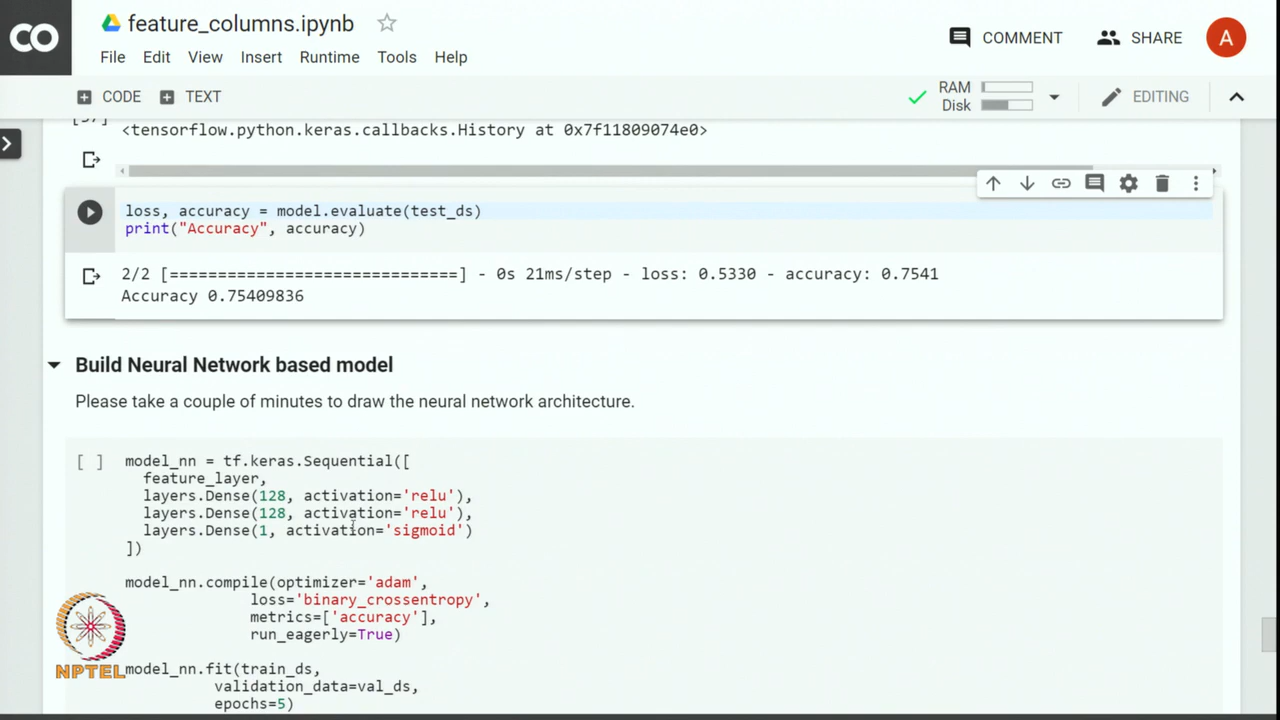 CO
feature_columns.ipynb
COMMENT
SHARE
A
File Edit View Insert Runtime Tools Help
CODE
TEXT
RAM
Disk
EDITING
<tensorflow.python.keras.callbacks.History at 0x7f11809074e0>
loss, accuracy = model.evaluate(test_ds)
print("Accuracy", accuracy)
2/2 [==============================] - 0s 21ms/step - loss: 0.5330 - accuracy: 0.7541
Accuracy 0.75409836
Build Neural Network based model
Please take a couple of minutes to draw the neural network architecture.
[ ]
model_nn = tf.keras.Sequential([
feature_layer,
layers.Dense(128, activation='relu'),
layers.Dense(128, activation='relu'),
layers.Dense(1, activation='sigmoid')
])
model_nn.compile(optimizer='adam',
loss='binary_crossentropy',
metrics=['accuracy'],
run_eagerly=True)
model_nn.fit(train_ds,
validation_data=val_ds,
epochs=5)
NPTEL